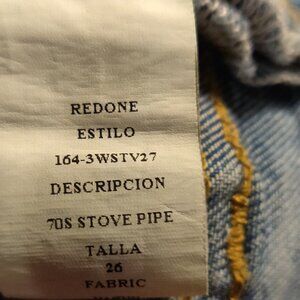 REDONE
ESTILO
164-3WSTV27
DESCRIPCION
70S STOVE PIPE
TALLA
26
FABRIC